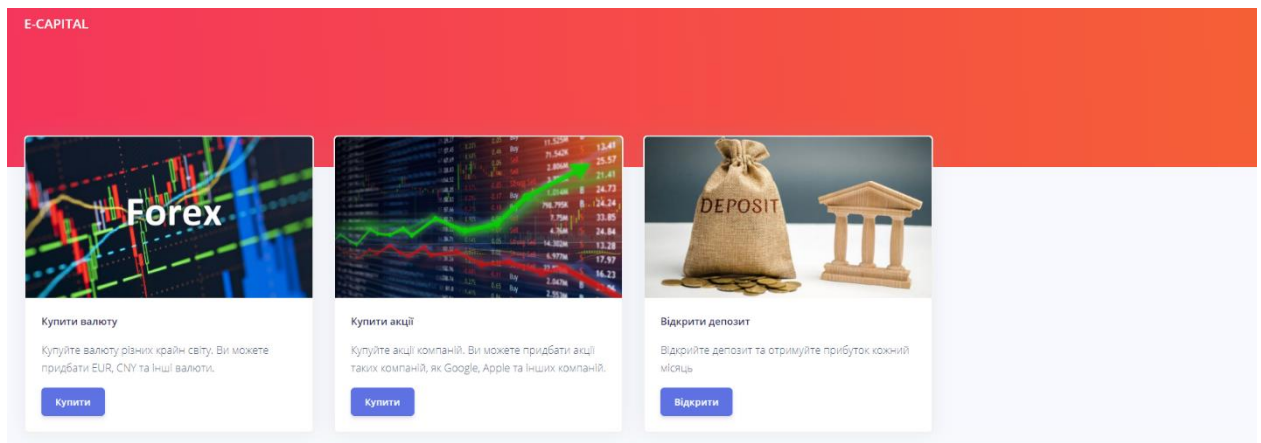 E-CAPITAL
Forex
DEPOSIT
Купити валюту
Купуйте валюту різних крайн світу. Ви можете
придбати EUR, CNY та інші валюти.
Купити
Купити акції
Купуйте акції компаній. Ви можете придбати акції
таких компаній, як Google, Apple та інших компаній.
Купити
Відкрити депозит
Відкрийте депозит та отримуйте прибуток кожний
місяць
Відкрити